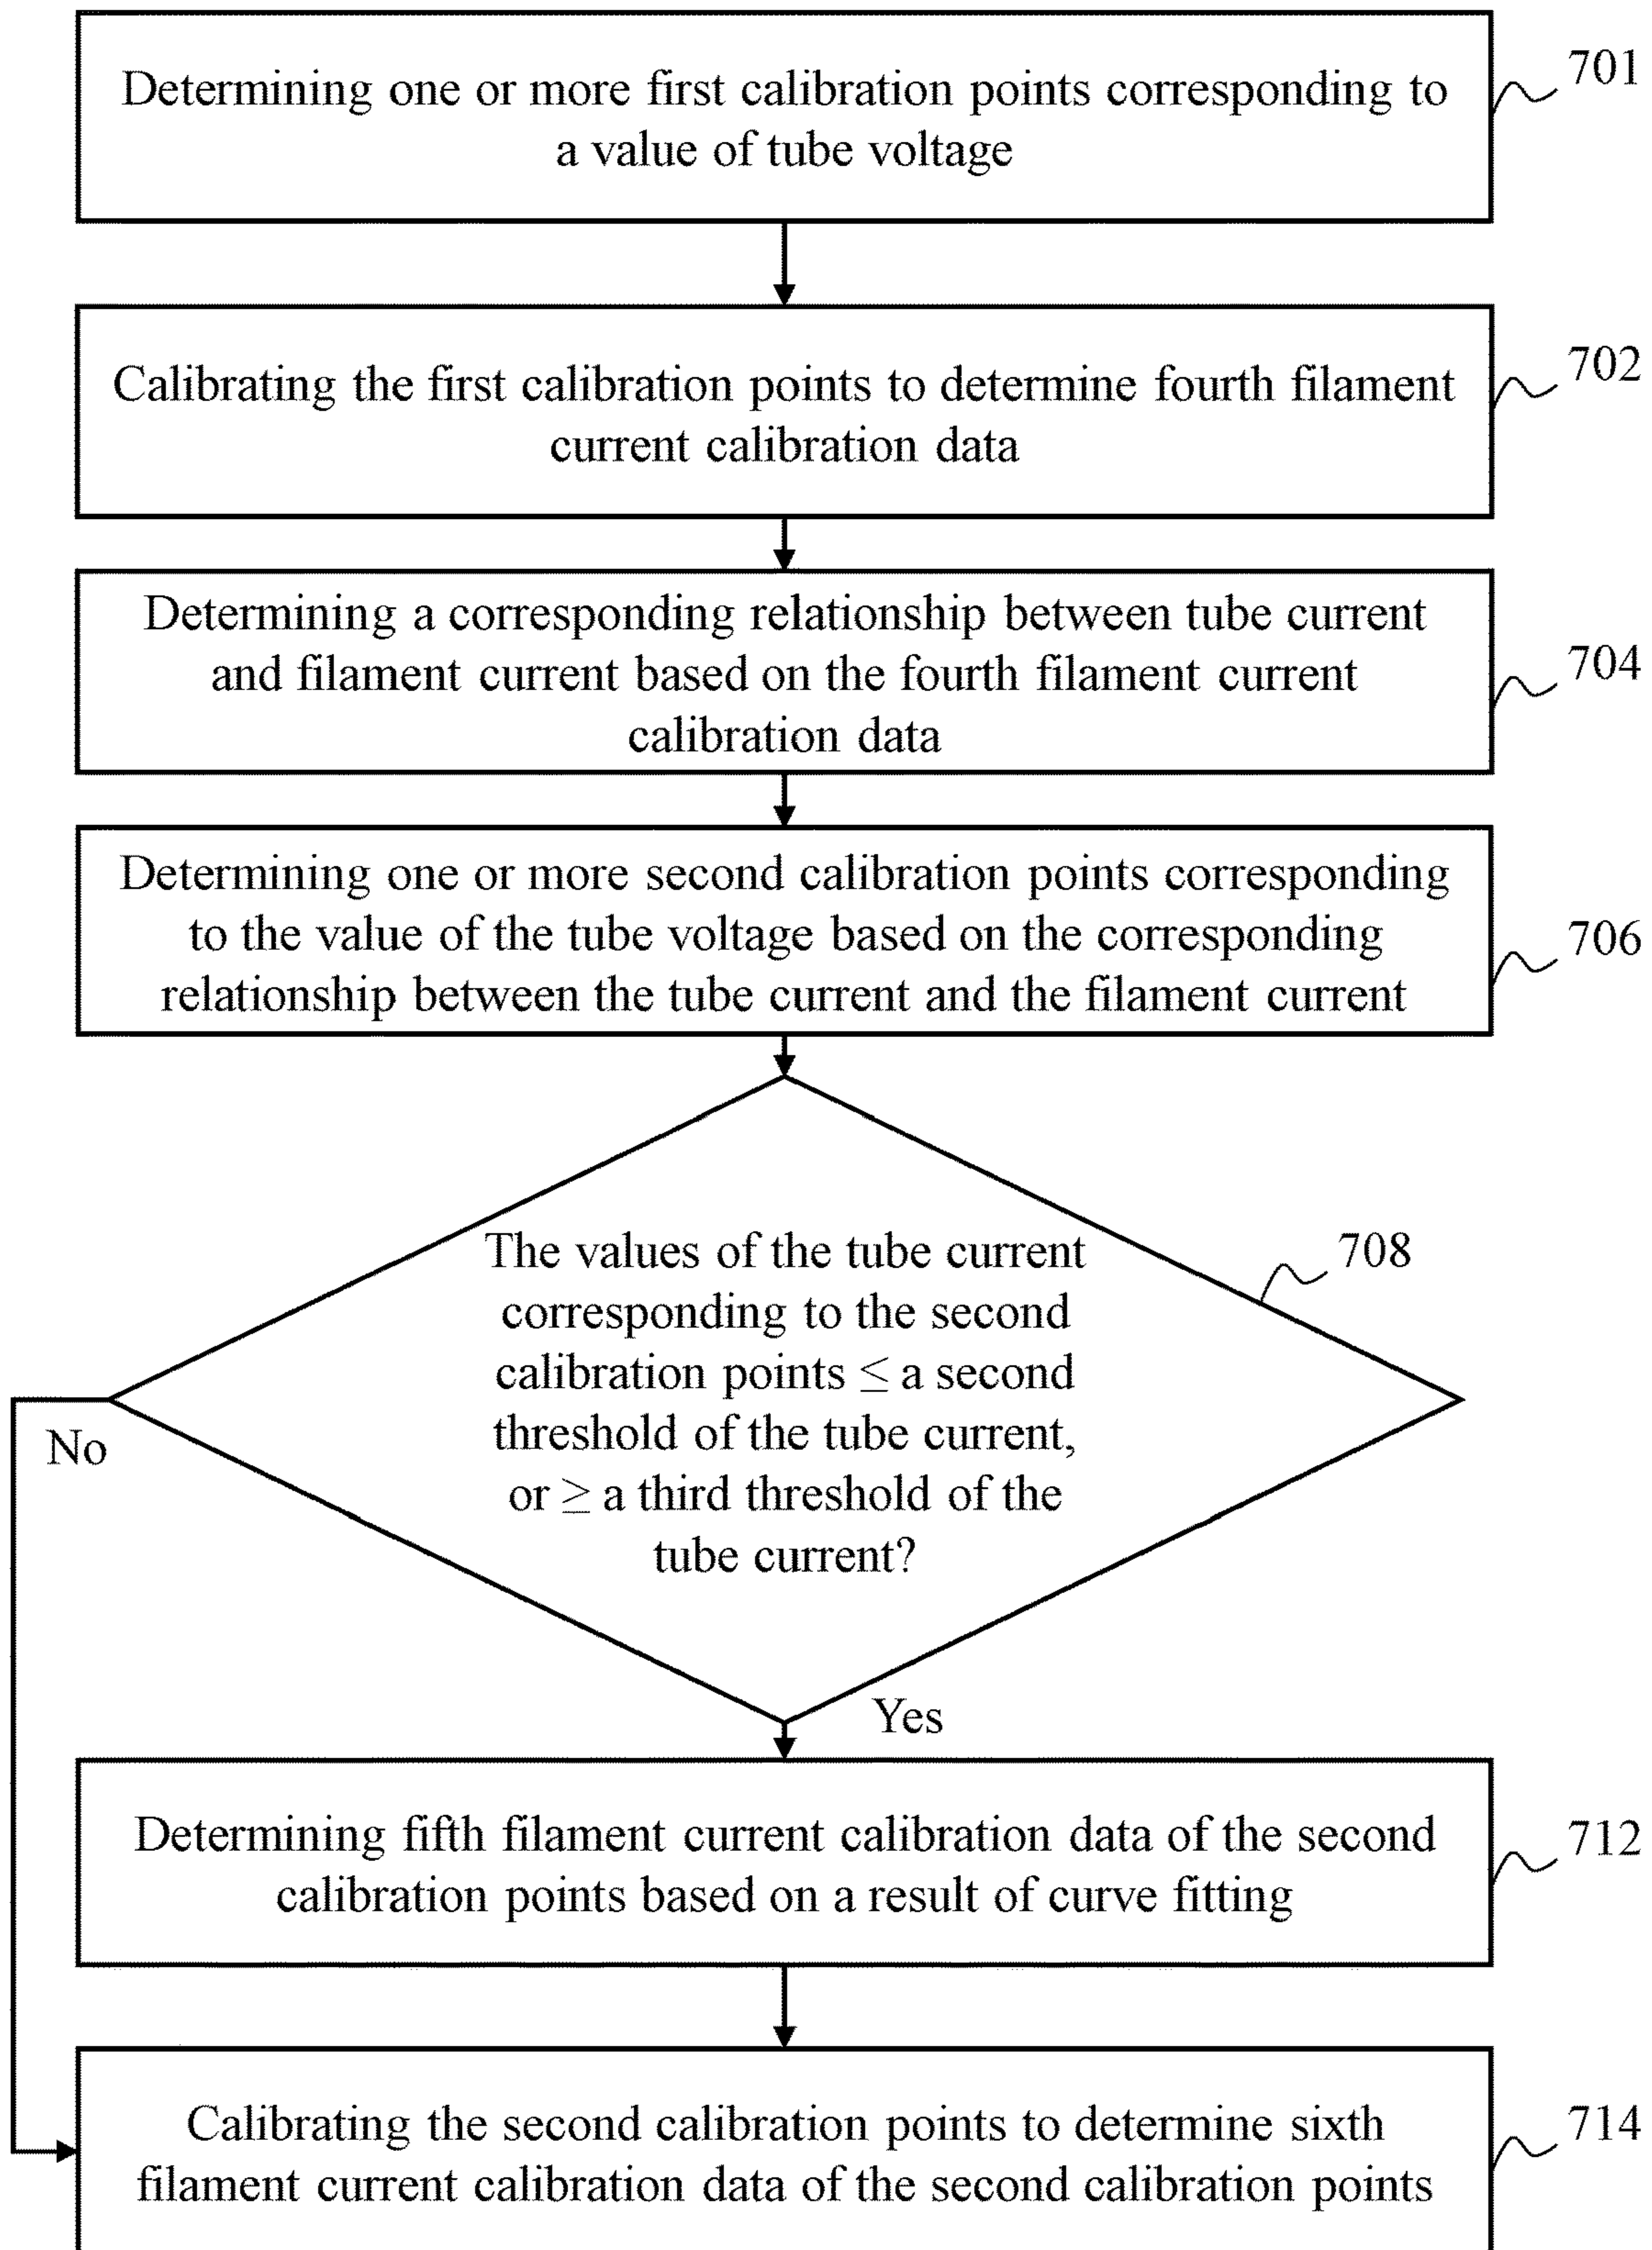 Determining one or more first calibration points corresponding to
a value of tube voltage
701
Calibrating the first calibration points to determine fourth filament
current calibration data
702
Determining a corresponding relationship between tube current
and filament current based on the fourth filament current
calibration data
704
Determining one or more second calibration points corresponding
to the value of the tube voltage based on the corresponding
relationship between the tube current and the filament current
706
The values of the tube current
corresponding to the second
calibration points ≤ a second
threshold of the tube current,
or ≥ a third threshold of the
tube current?
708
No
Yes
Determining fifth filament current calibration data of the second
calibration points based on a result of curve fitting
712
Calibrating the second calibration points to determine sixth
filament current calibration data of the second calibration points
714